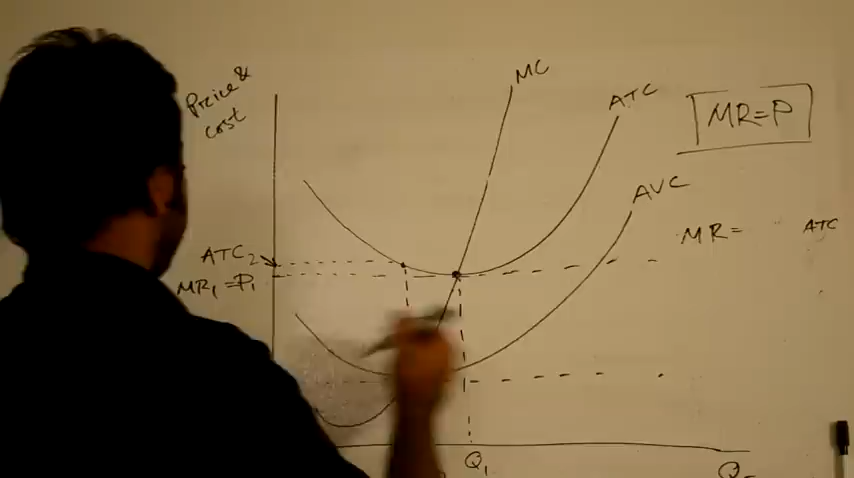 Price &
cost
MC
ATC
MR=P
AVC
MR= ATC
ATC2
MR1=P1
Q1
Q